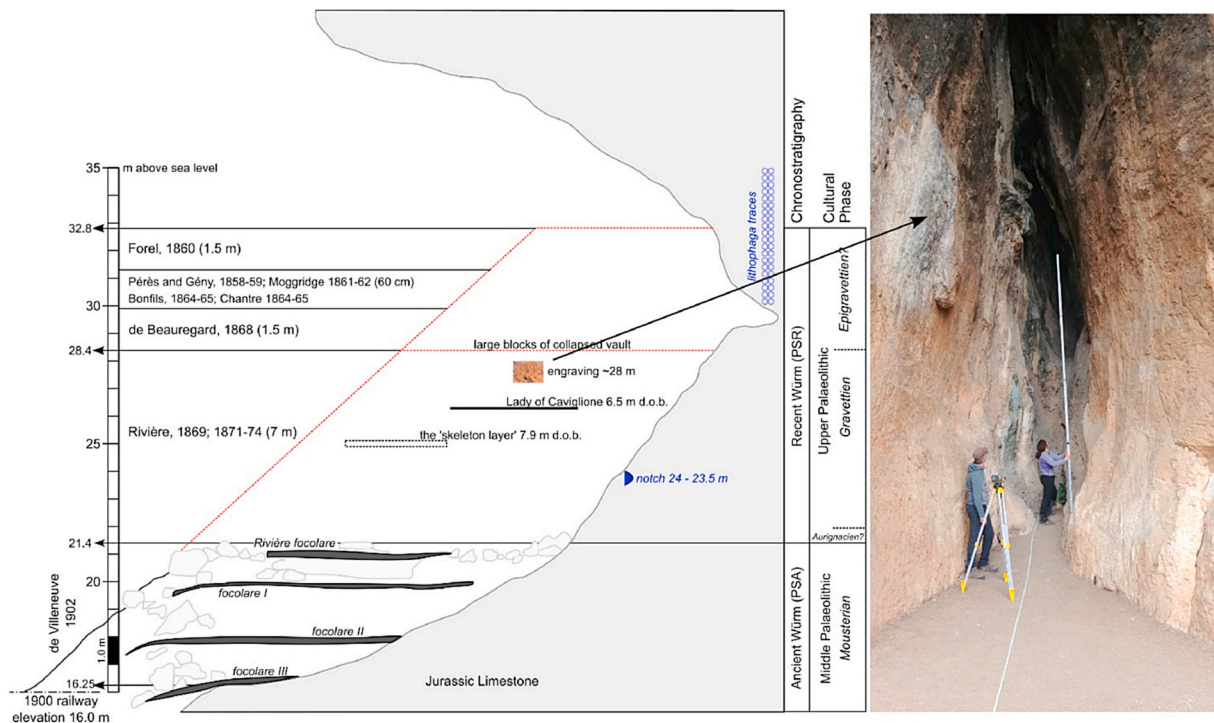 35
m above sea level
32.8
Forel, 1860 (1.5 m)
Pérès and Gény, 1858-59; Moggridge 1861-62 (60 cm)
Bonfils, 1864-65; Chantre 1864-65
30
de Beauregard, 1868 (1.5 m)
28.4
large blocks of collapsed vault
engraving ~28 m
Lady of Caviglione 6.5 m d.o.b.
Rivière, 1869; 1871-74 (7 m)
the 'skeleton layer' 7.9 m d.o.b.
25
notch 24 - 23.5 m
21.4
Rivière focolare
20
focolare I
focolare II
focolare III
de Villeneuve
1902
1.0 m
16.25
1900 railway
elevation 16.0 m
Jurassic Limestone
lithophaga traces
Chronostratigraphy
Cultural
Phase
Recent Würm (PSR)
Ancient Würm (PSA)
Upper Palaeolithic
Middle Palaeolithic
Epigravettien?
Gravettien
Aurignacien?
Mousterian